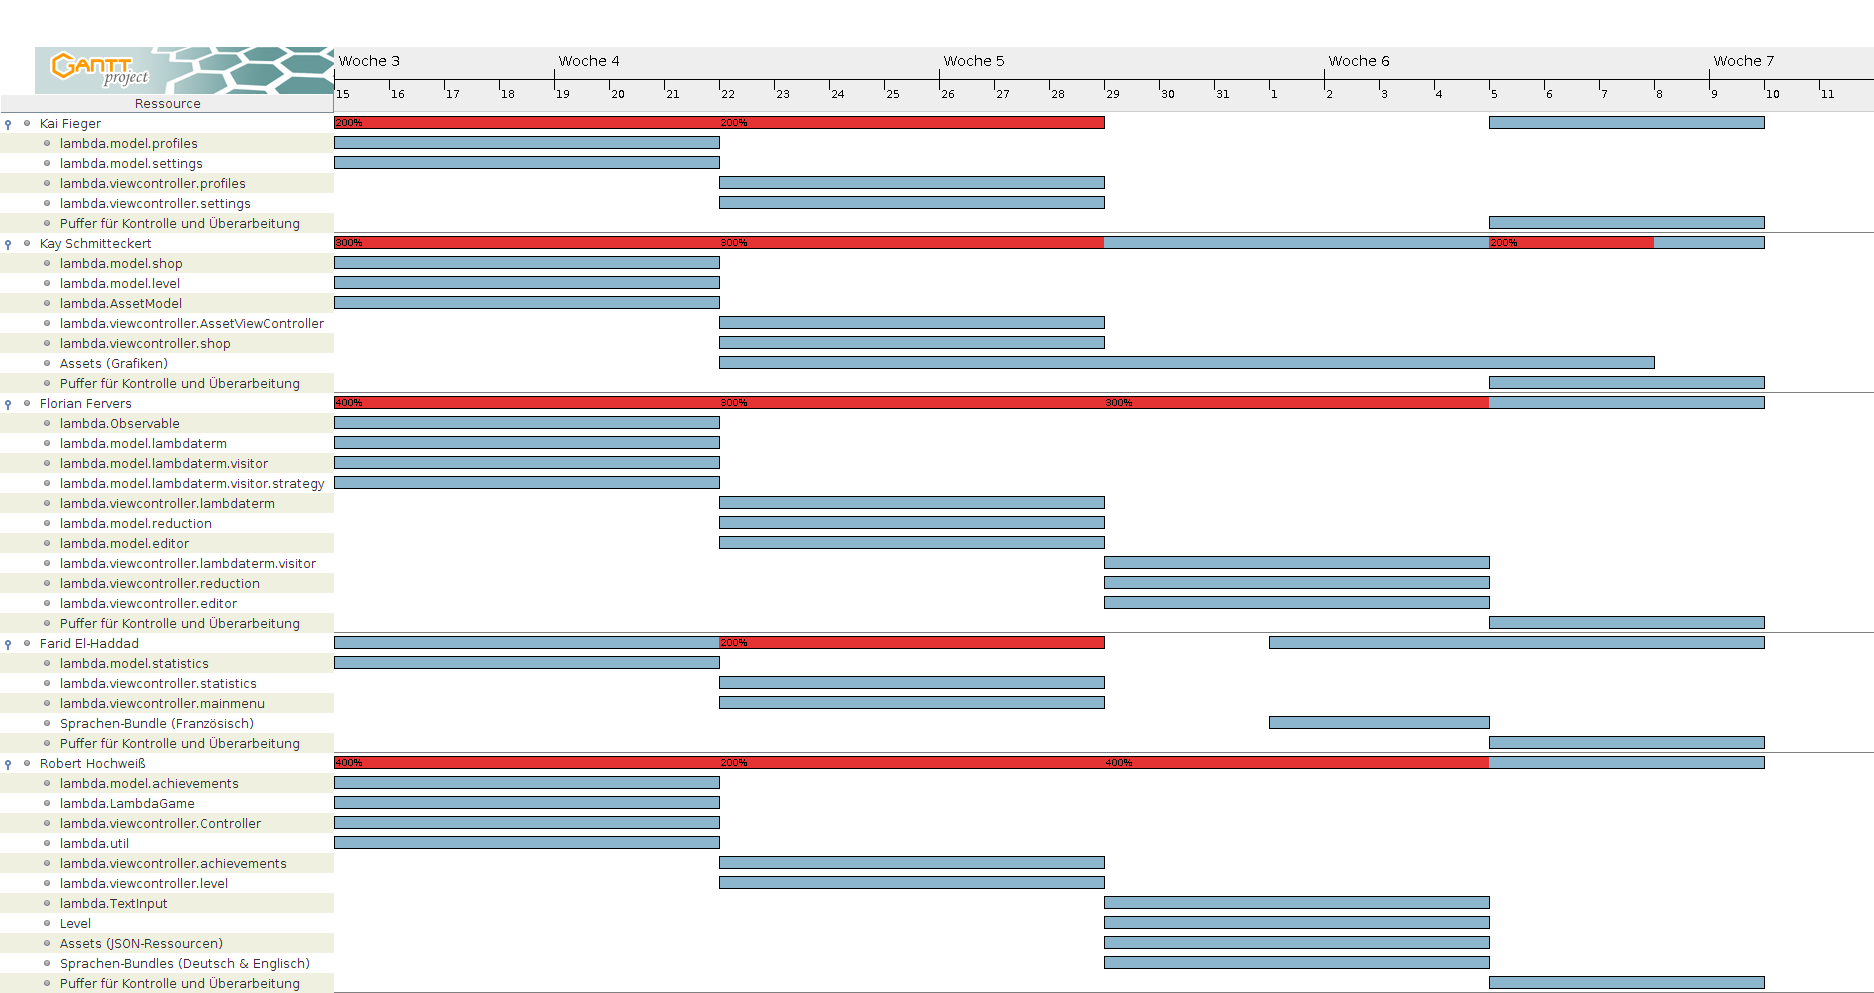 GANTT
project
Woche 3 Woche 4 Woche 5 Woche 6 Woche 7
15 16 17 18 19 20 21 22 23 24 25 26 27 28 29 30 31 1 2 3 4 5 6 7 8 9 10 11
Ressource
Kai Fieger 200% 200%
lambda.model.profiles
lambda.model.settings
lambda.viewcontroller.profiles
lambda.viewcontroller.settings
Puffer für Kontrolle und Überarbeitung
Kay Schmitteckert 300% 300% 200%
lambda.model.shop
lambda.model.level
lambda.AssetModel
lambda.viewcontroller.AssetViewController
lambda.viewcontroller.shop
Assets (Grafiken)
Puffer für Kontrolle und Überarbeitung
Florian Fervers 400% 300% 300%
lambda.Observable
lambda.model.lambdaterm
lambda.model.lambdaterm.visitor
lambda.model.lambdaterm.visitor.strategy
lambda.viewcontroller.lambdaterm
lambda.model.reduction
lambda.model.editor
lambda.viewcontroller.lambdaterm.visitor
lambda.viewcontroller.reduction
lambda.viewcontroller.editor
Puffer für Kontrolle und Überarbeitung
Farid El-Haddad 200%
lambda.model.statistics
lambda.viewcontroller.statistics
lambda.viewcontroller.mainmenu
Sprachen-Bundle (Französisch)
Puffer für Kontrolle und Überarbeitung
Robert Hochweiß 400% 200% 400%
lambda.model.achievements
lambda.LambdaGame
lambda.viewcontroller.Controller
lambda.util
lambda.viewcontroller.achievements
lambda.viewcontroller.level
lambda.TextInput
Level
Assets (JSON-Ressourcen)
Sprachen-Bundles (Deutsch & Englisch)
Puffer für Kontrolle und Überarbeitung